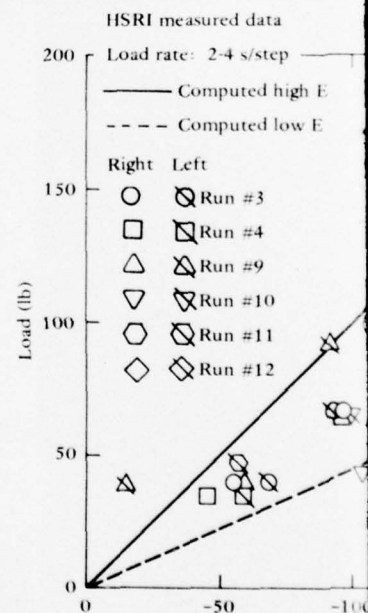 HSRI measured data
Load rate: 2-4 s/step
Computed high E
Computed low E
Right Left
Run #3
Run #4
Run #9
Run #10
Run #11
Run #12
Load (lb)
200
150
100
50
0
0 -50 -100